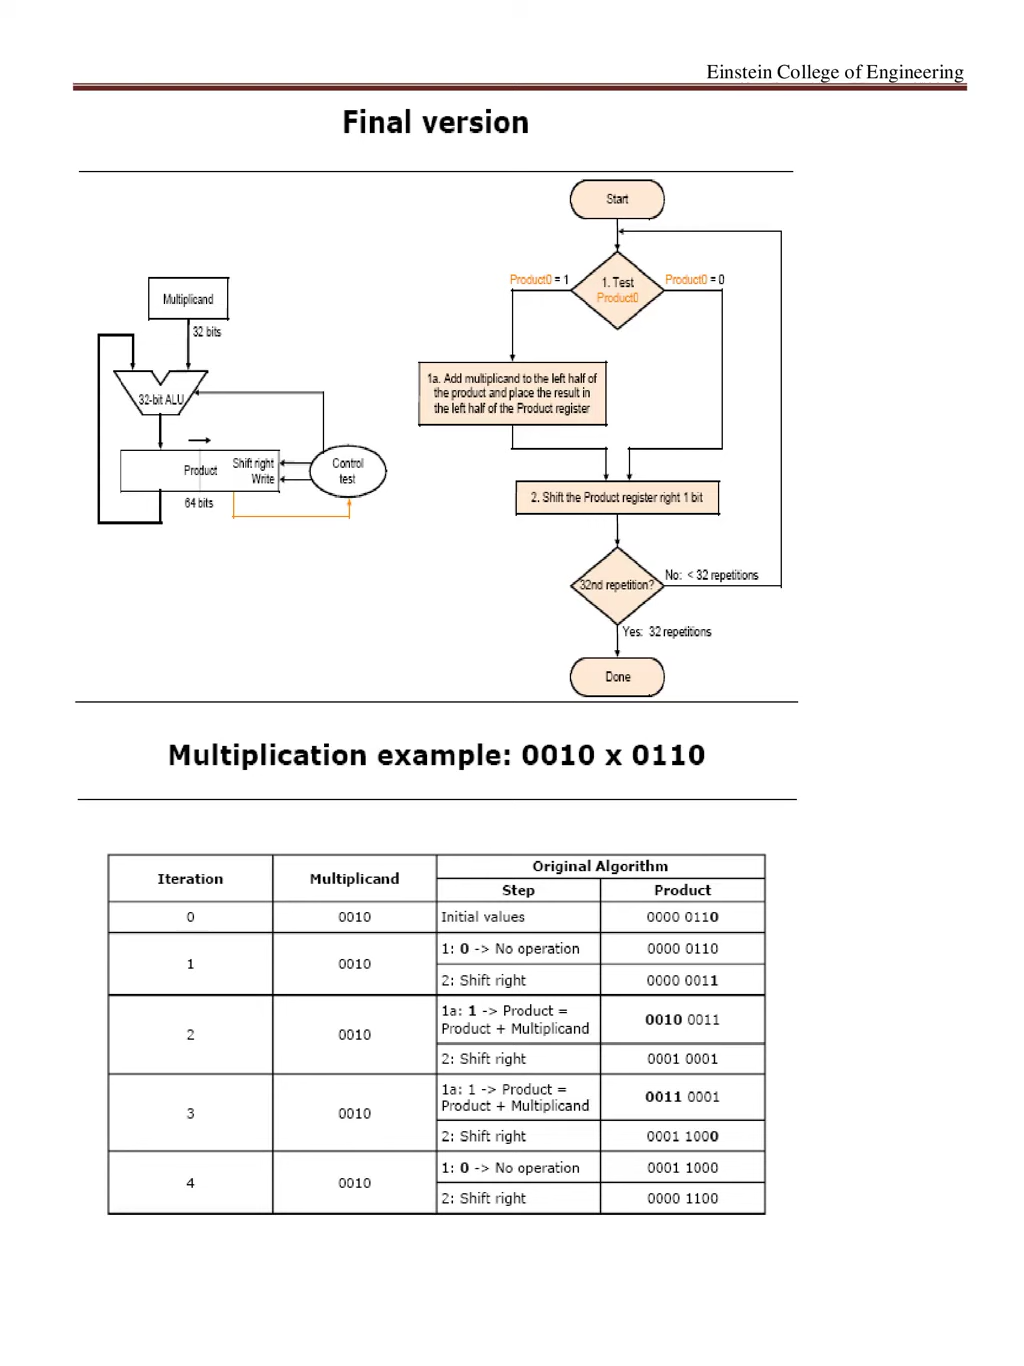 Einstein College of Engineering
Final version
Multiplicand
32 bits
32-bit ALU
Product
Shift right
Write
64 bits
Control
test
Start
1. Test
Product0
Product0 = 1
Product0 = 0
1a. Add multiplicand to the left half of
the product and place the result in
the left half of the Product register
2. Shift the Product register right 1 bit
32nd repetition?
No: < 32 repetitions
Yes: 32 repetitions
Done
Multiplication example: 0010 x 0110
Iteration Multiplicand Original Algorithm
Step Product
0 0010 Initial values 0000 0110
1 0010 1: 0 -> No operation 0000 0110
2: Shift right 0000 0011
2 0010 1a: 1 -> Product =
Product + Multiplicand 0010 0011
2: Shift right 0001 0001
3 0010 1a: 1 -> Product =
Product + Multiplicand 0011 0001
2: Shift right 0001 1000
4 0010 1: 0 -> No operation 0001 1000
2: Shift right 0000 1100